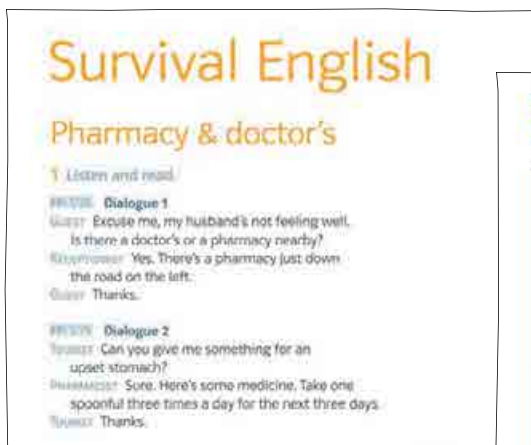 Survival English
Pharmacy & doctor's
1 Listen and read.
Dialogue 1
GUEST Excuse me, my husband's not feeling well.
Is there a doctor's or a pharmacy nearby?
RECEPTIONIST Yes. There's a pharmacy just down
the road on the left.
GUEST Thanks.
Dialogue 2
TOURIST Can you give me something for an
upset stomach?
PHARMACIST Sure. Here's some medicine. Take one
spoonful three times a day for the next three days.
TOURIST Thanks.